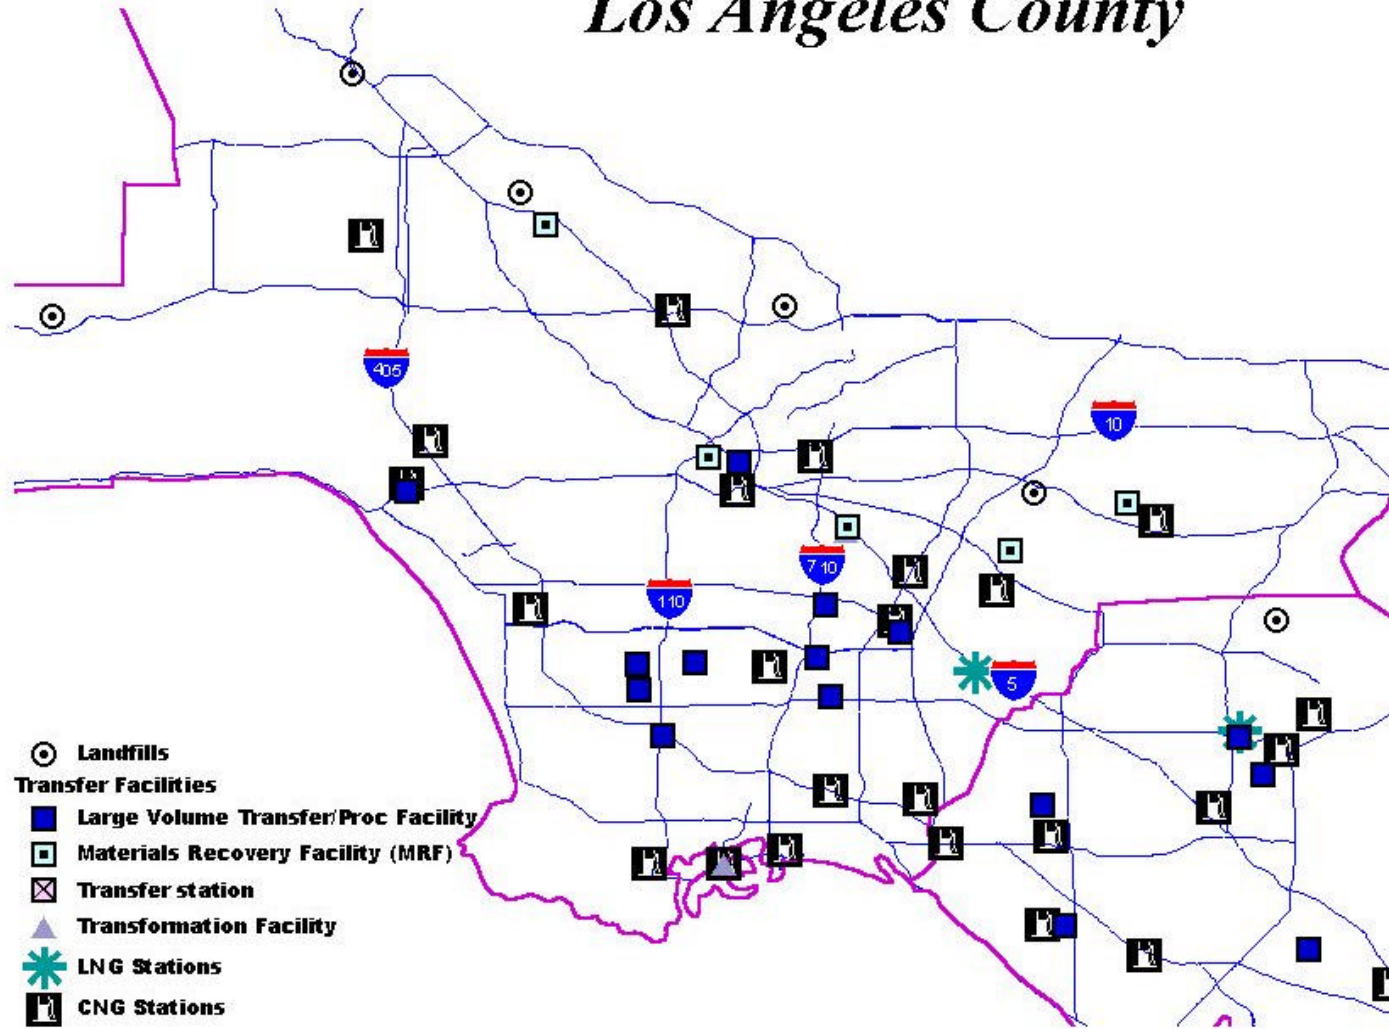 Los Angeles County
405
10
710
110
5
Landfills
Transfer Facilities
Large Volume Transfer/Proc Facility
Materials Recovery Facility (MRF)
Transfer station
Transformation Facility
LNG Stations
CNG Stations